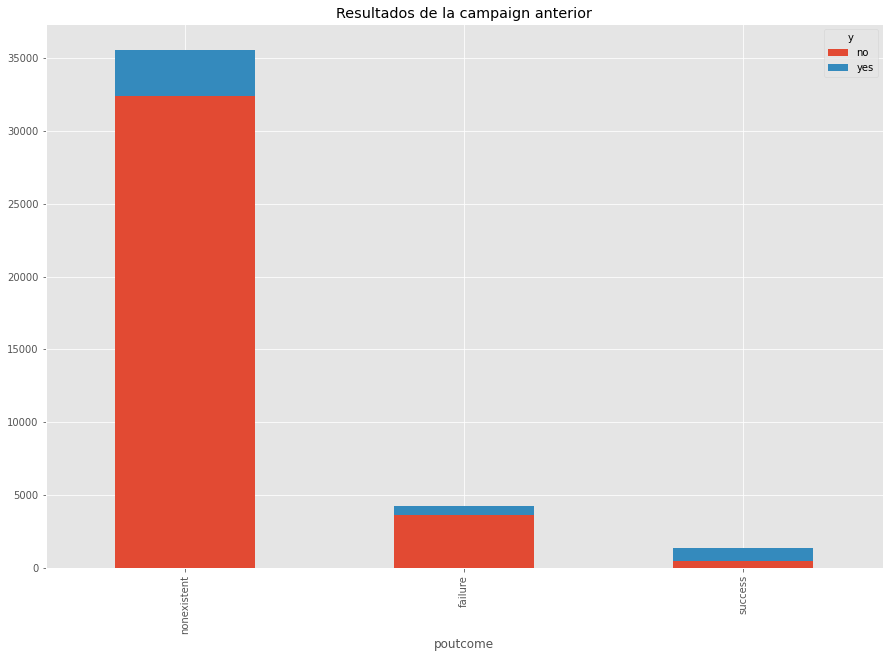 Resultados de la campaign anterior
y
no
yes
35000
30000
25000
20000
15000
10000
5000
0
nonexistent
failure
success
poutcome